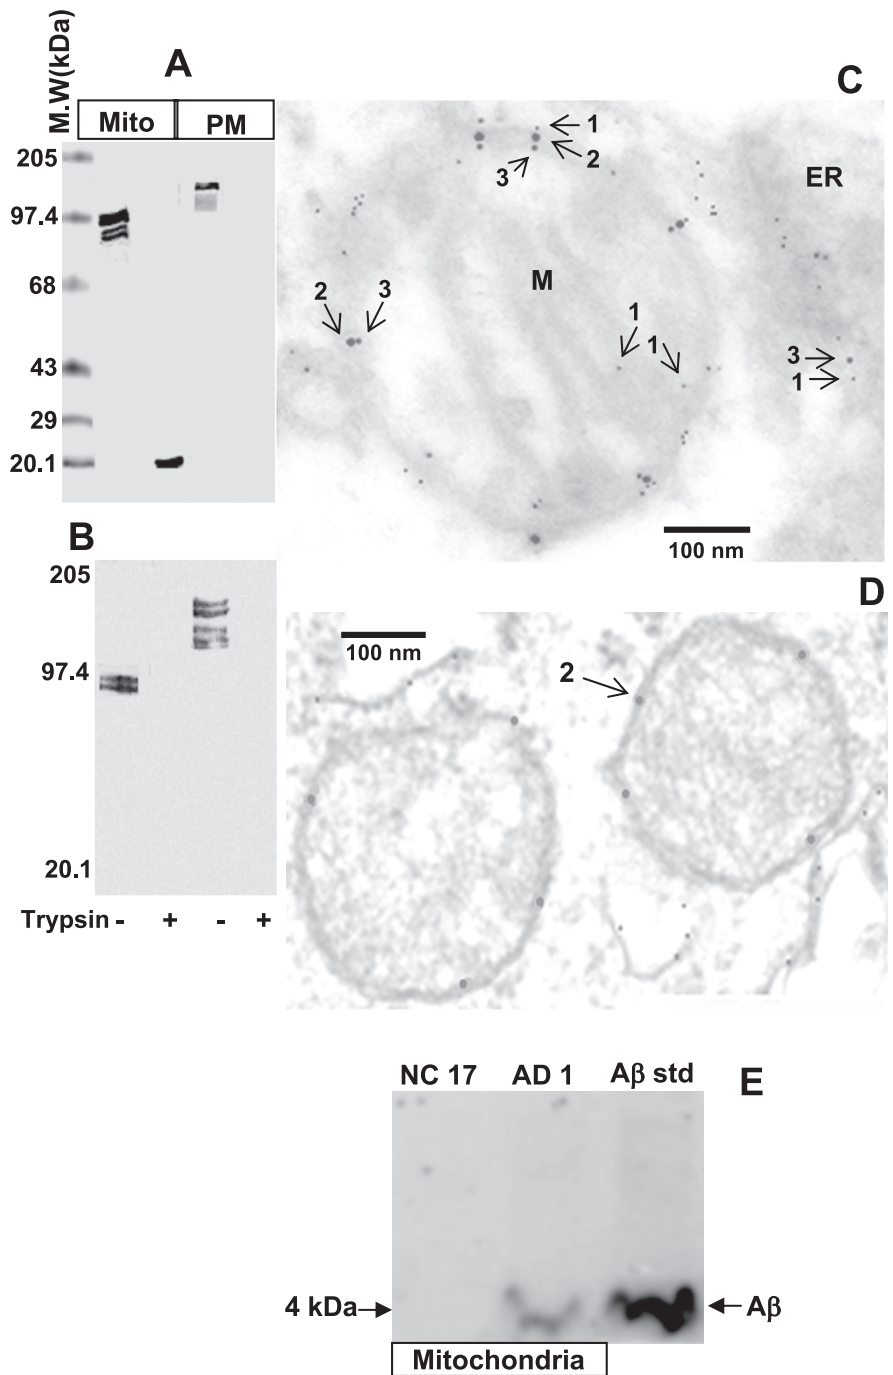 A
M.W(kDa)
Mito
PM
205
97.4
68
43
29
20.1
C
1
2
3
ER
M
2
3
1
1
3
1
100 nm
B
205
97.4
20.1
Trypsin - + - +
D
100 nm
2
NC 17 AD 1 Aβ std
E
4 kDa
Aβ
Mitochondria